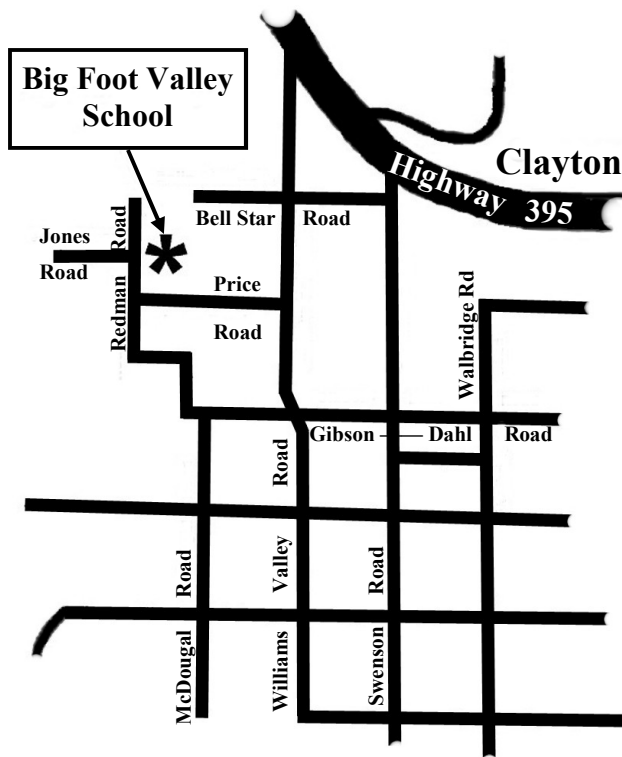 Big Foot Valley
School
Clayton
Highway 395
Bell Star Road
Jones
Road
Redman Road
Price
Road
Walbridge Rd
Gibson — Dahl Road
McDougal Road
Williams Valley Road
Swenson Road